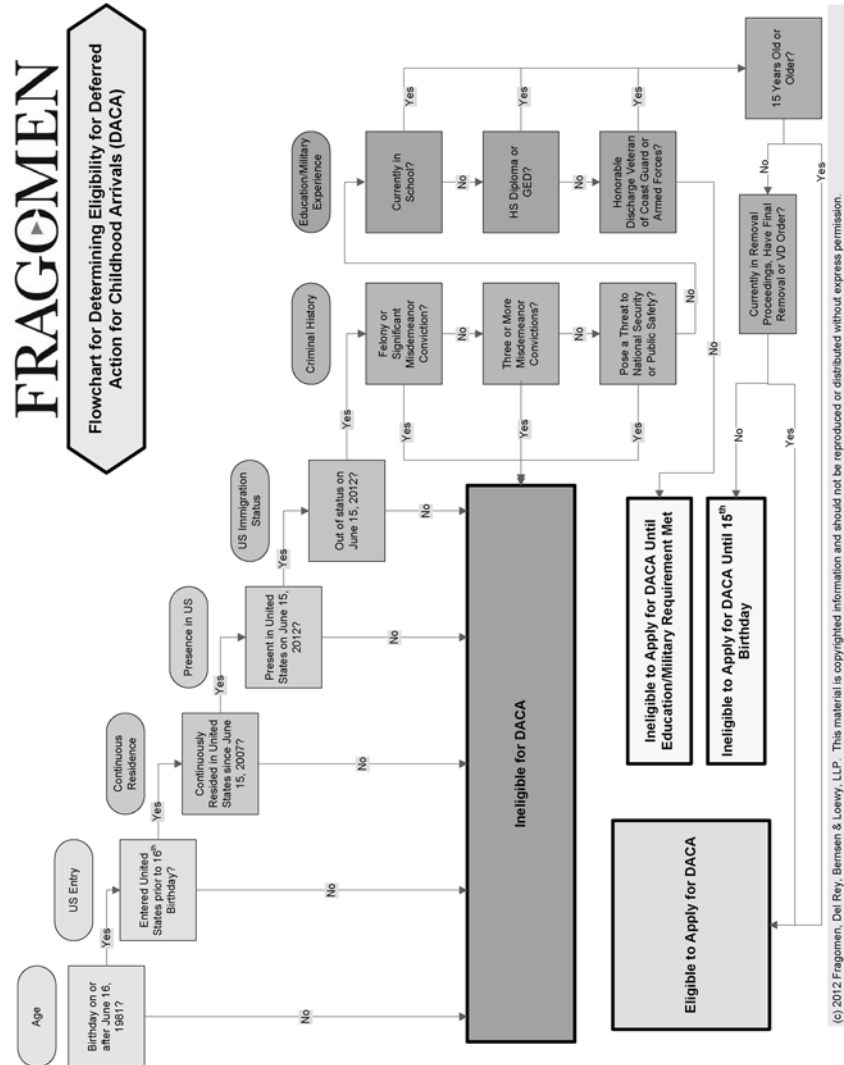 FRAGOMEN
Flowchart for Determining Eligibility for Deferred
Action for Childhood Arrivals (DACA)
Age
Birthday on or
after June 16,
1981?
Yes
No
US Entry
Entered United
States prior to 16th
Birthday?
Yes
No
Continuous
Residence
Continuously
Resided in United
States since June
15, 2007?
Yes
No
Presence in US
Present in United
States on June 15,
2012?
Yes
No
US Immigration
Status
Out of status on
June 15, 2012?
Yes
No
Criminal History
Felony or
Significant
Misdemeanor
Conviction?
Yes
No
Three or More
Misdemeanor
Convictions?
Yes
No
Pose a Threat to
National Security
or Public Safety?
Yes
No
Education/Military
Experience
Currently in
School?
Yes
No
HS Diploma or
GED?
Yes
No
Honorable
Discharge Veteran
of Coast Guard or
Armed Forces?
Yes
No
15 Years Old or
Older?
No
Yes
Currently in Removal
Proceedings, Have Final
Removal or VD Order?
No
Yes
Ineligible for DACA
Ineligible to Apply for DACA Until
Education/Military Requirement Met
Ineligible to Apply for DACA Until 15th
Birthday
Eligible to Apply for DACA
(c) 2012 Fragomen, Del Rey, Bernsen & Loewy, LLP. This material is copyrighted information and should not be reproduced or distributed without express permission.